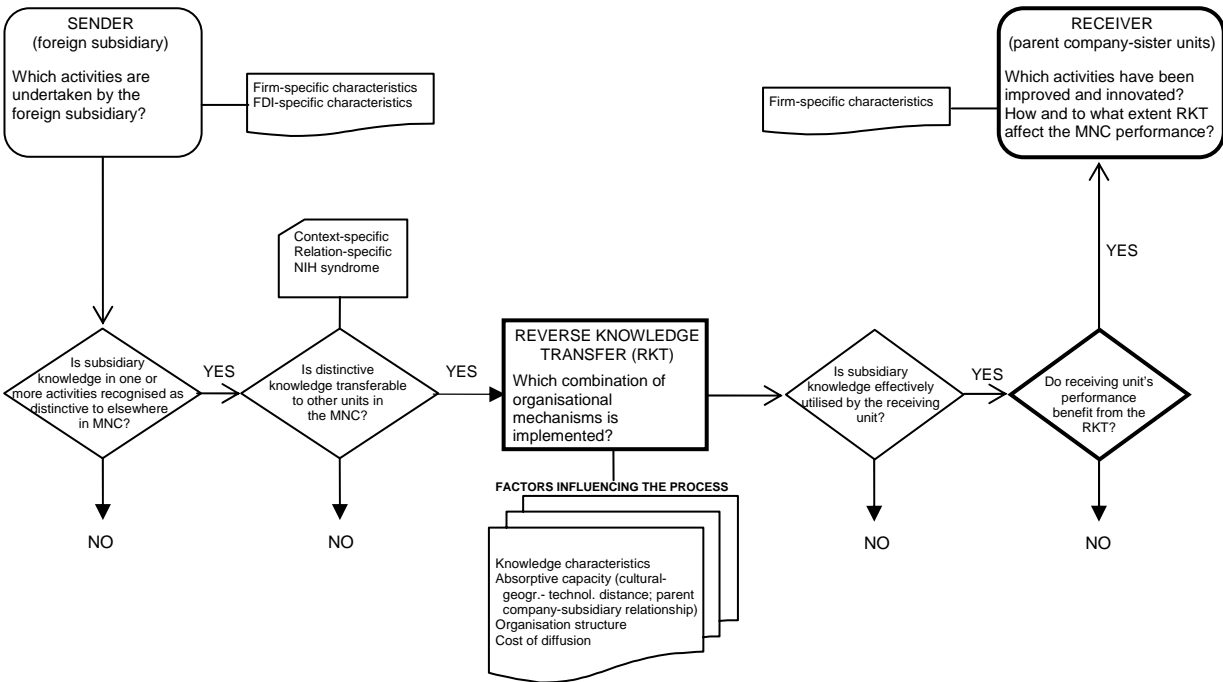 SENDER
(foreign subsidiary)
Which activities are
undertaken by the
foreign subsidiary?
Firm-specific characteristics
FDI-specific characteristics
Firm-specific characteristics
RECEIVER
(parent company-sister units)
Which activities have been
improved and innovated?
How and to what extent RKT
affect the MNC performance?
Context-specific
Relation-specific
NIH syndrome
YES
Is subsidiary
knowledge in one or
more activities recognised as
distinctive to elsewhere
in MNC?
YES
Is distinctive
knowledge transferable
to other units in
the MNC?
YES
REVERSE KNOWLEDGE
TRANSFER (RKT)
Which combination of
organisational
mechanisms is
implemented?
Is subsidiary
knowledge effectively
utilised by the receiving
unit?
YES
Do receiving unit's
performance
benefit from the
RKT?
NO
NO
FACTORS INFLUENCING THE PROCESS
Knowledge characteristics
Absorptive capacity (cultural-
geogr.- technol. distance; parent
company-subsidiary relationship)
Organisation structure
Cost of diffusion
NO
NO